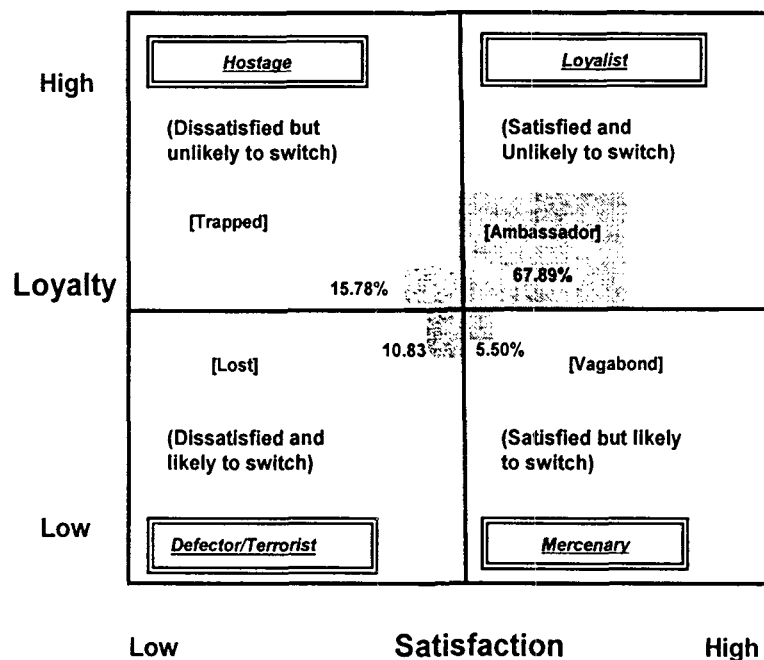 Hostage
Loyalist
High
(Dissatisfied but
unlikely to switch)
(Satisfied and
Unlikely to switch)
[Trapped]
[Ambassador]
67.89%
Loyalty
15.78%
10.83
5.50%
[Lost]
[Vagabond]
(Dissatisfied and
likely to switch)
(Satisfied but likely
to switch)
Low
Defector/Terrorist
Mercenary
Low
Satisfaction
High